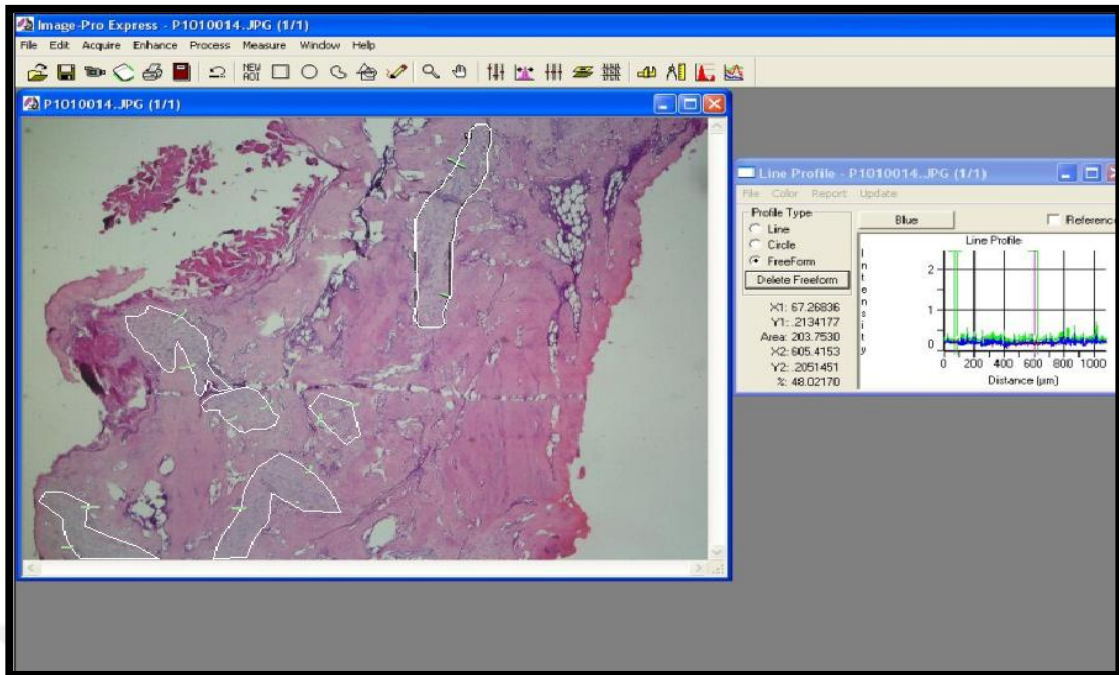 Image-Pro Express - P1010014.JPG (1/1)
File Edit Acquire Enhance Process Measure Window Help
NEW
AOI
P1010014.JPG (1/1)
Line Profile - P1010014.JPG (1/1)
File Color Report Update
Profile Type
Line
Circle
FreeForm
Delete Freeform
X1: 67.26836
Y1: .2134177
Area: 203.7530
X2: 605.4153
Y2: .2051451
%: 48.02170
Blue
Reference
Line Profile
Intensity
2
1
0
0 200 400 600 800 1000
Distance (µm)